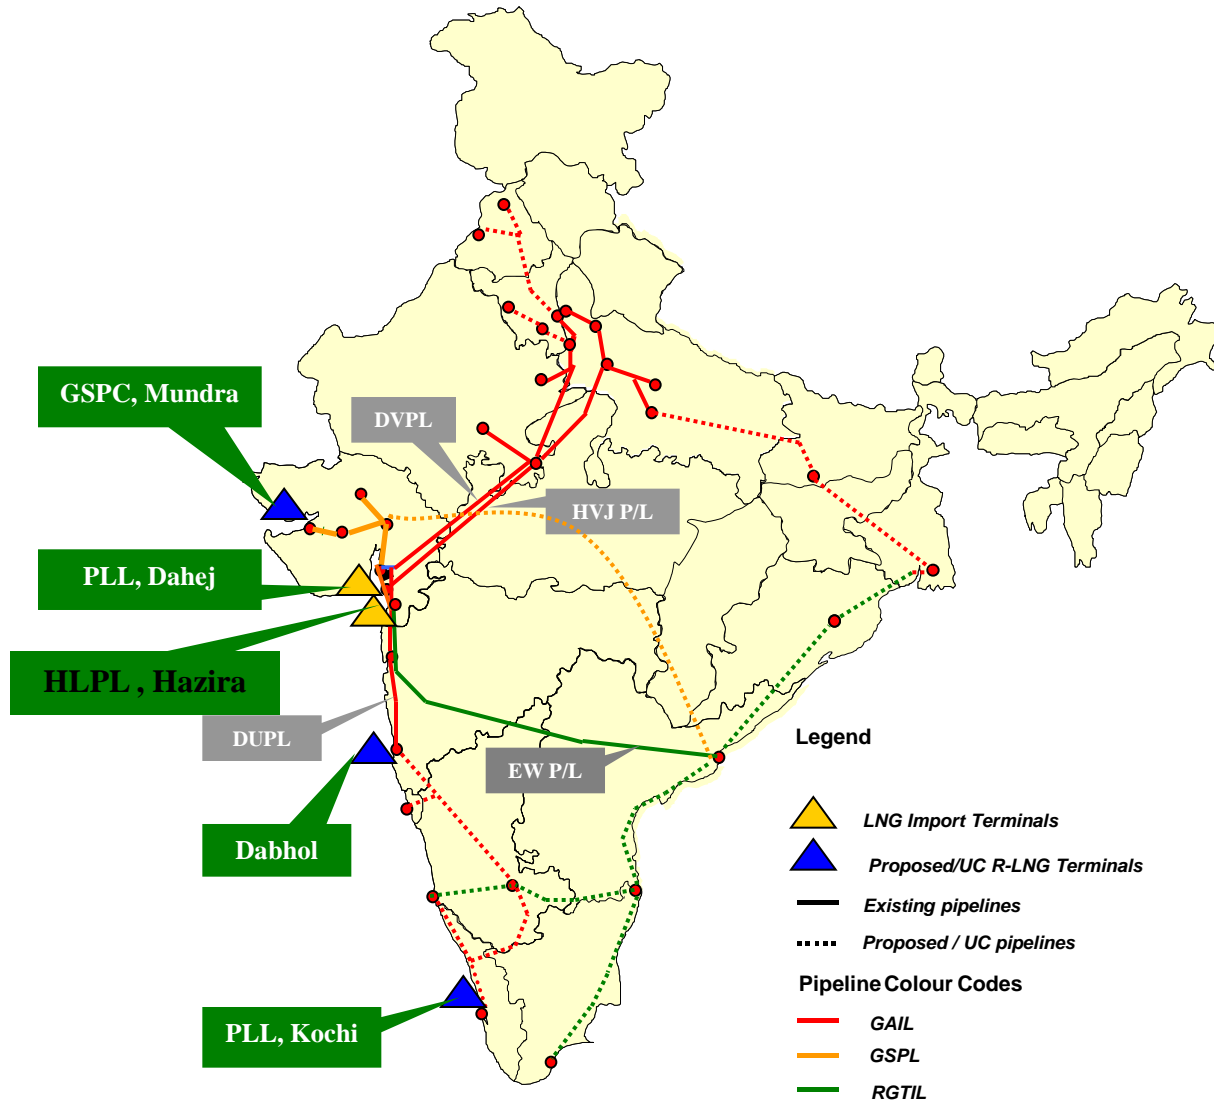 GSPC, Mundra
DVPL
HVJ P/L
PLL, Dahej
HLPL , Hazira
DUPL
EW P/L
Dabhol
PLL, Kochi
Legend
LNG Import Terminals
Proposed/UC R-LNG Terminals
Existing pipelines
Proposed / UC pipelines
Pipeline Colour Codes
GAIL
GSPL
RGTIL